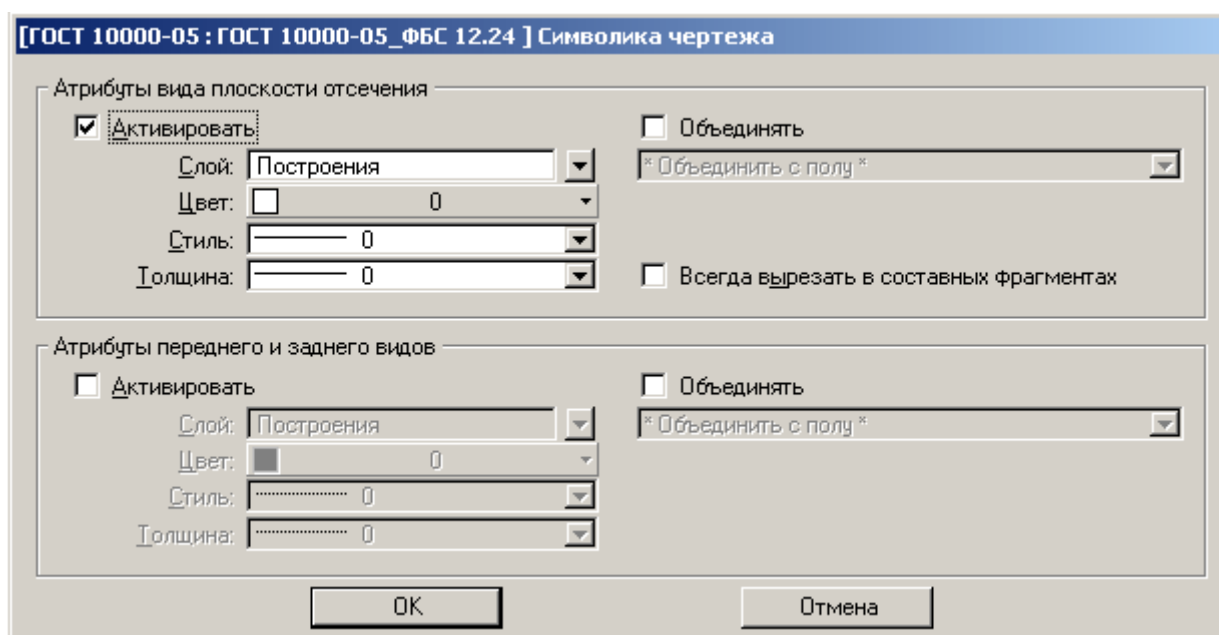 [ГОСТ 10000-05 : ГОСТ 10000-05_ФБС 12.24 ] Символика чертежа
Атрибуты вида плоскости отсечения
Активировать
Объединять
Слой: Построения
* Объединить с полу *
Цвет: 0
Стиль: 0
Толщина: 0
Всегда вырезать в составных фрагментах
Атрибуты переднего и заднего видов
Активировать
Объединять
Слой: Построения
* Объединить с полу *
Цвет: 0
Стиль: 0
Толщина: 0
OK
Отмена